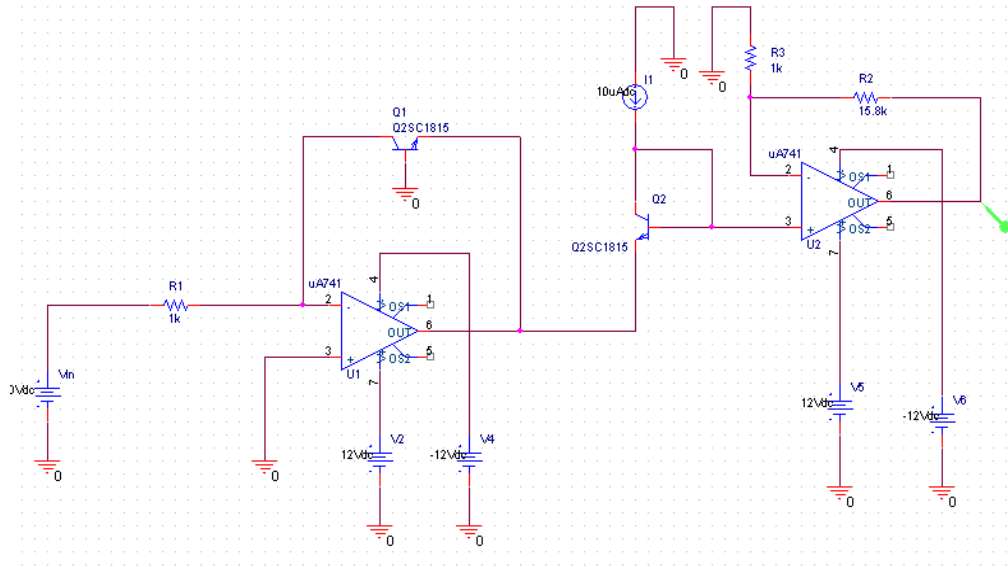 I1
10uAdc
0
0
R3
1k
R2
15.8k
Q1
Q2SC1815
0
uA741
4
2
-
OS1
1
OUT
6
3
+
OS2
5
U2
7
Q2
Q2SC1815
R1
1k
uA741
4
2
-
OS1
1
OUT
6
3
+
OS2
5
U1
7
Vin
0Vdc
0
0
V2
12Vdc
0
V4
-12Vdc
0
V5
12Vdc
0
V6
-12Vdc
0